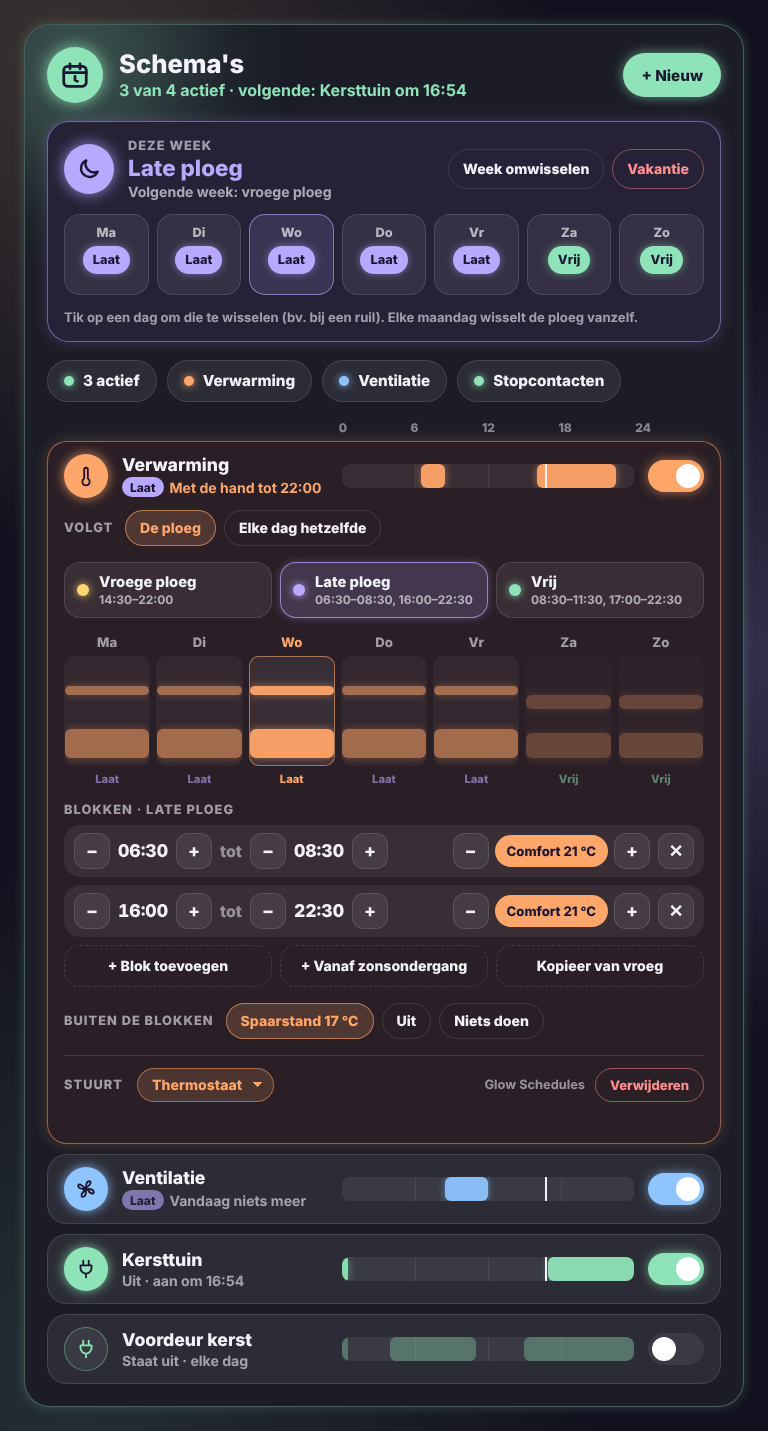 Schema's
3 van 4 actief · volgende: Kersttuin om 16:54
+ Nieuw
DEZE WEEK
Late ploeg
Volgende week: vroege ploeg
Week omwisselen
Vakantie
Ma Di Wo Do Vr Za Zo
Laat Laat Laat Laat Laat Vrij Vrij
Tik op een dag om die te wisselen (bv. bij een ruil). Elke maandag wisselt de ploeg vanzelf.
3 actief Verwarming Ventilatie Stopcontacten
0 6 12 18 24
Verwarming
Laat Met de hand tot 22:00
VOLGT De ploeg Elke dag hetzelfde
Vroege ploeg Late ploeg Vrij
14:30–22:00 06:30–08:30, 16:00–22:30 08:30–11:30, 17:00–22:30
Ma Di Wo Do Vr Za Zo
Laat Laat Laat Laat Laat Vrij Vrij
BLOKKEN · LATE PLOEG
− 06:30 + tot − 08:30 + − Comfort 21 °C + ✕
− 16:00 + tot − 22:30 + − Comfort 21 °C + ✕
+ Blok toevoegen + Vanaf zonsondergang Kopieer van vroeg
BUITEN DE BLOKKEN Spaarstand 17 °C Uit Niets doen
STUURT Thermostaat Glow Schedules Verwijderen
Ventilatie
Laat Vandaag niets meer
Kersttuin
Uit · aan om 16:54
Voordeur kerst
Staat uit · elke dag